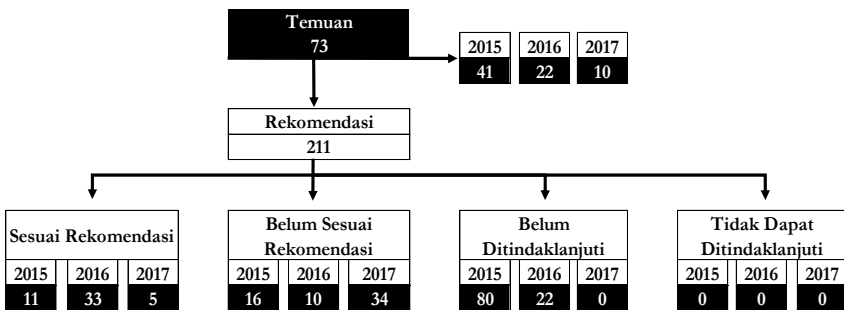 Temuan
73
2015 2016 2017
41 22 10
Rekomendasi
211
Sesuai Rekomendasi
2015 2016 2017
11 33 5
Belum Sesuai
Rekomendasi
2015 2016 2017
16 10 34
Belum
Ditindaklanjuti
2015 2016 2017
80 22 0
Tidak Dapat
Ditindaklanjuti
2015 2016 2017
0 0 0